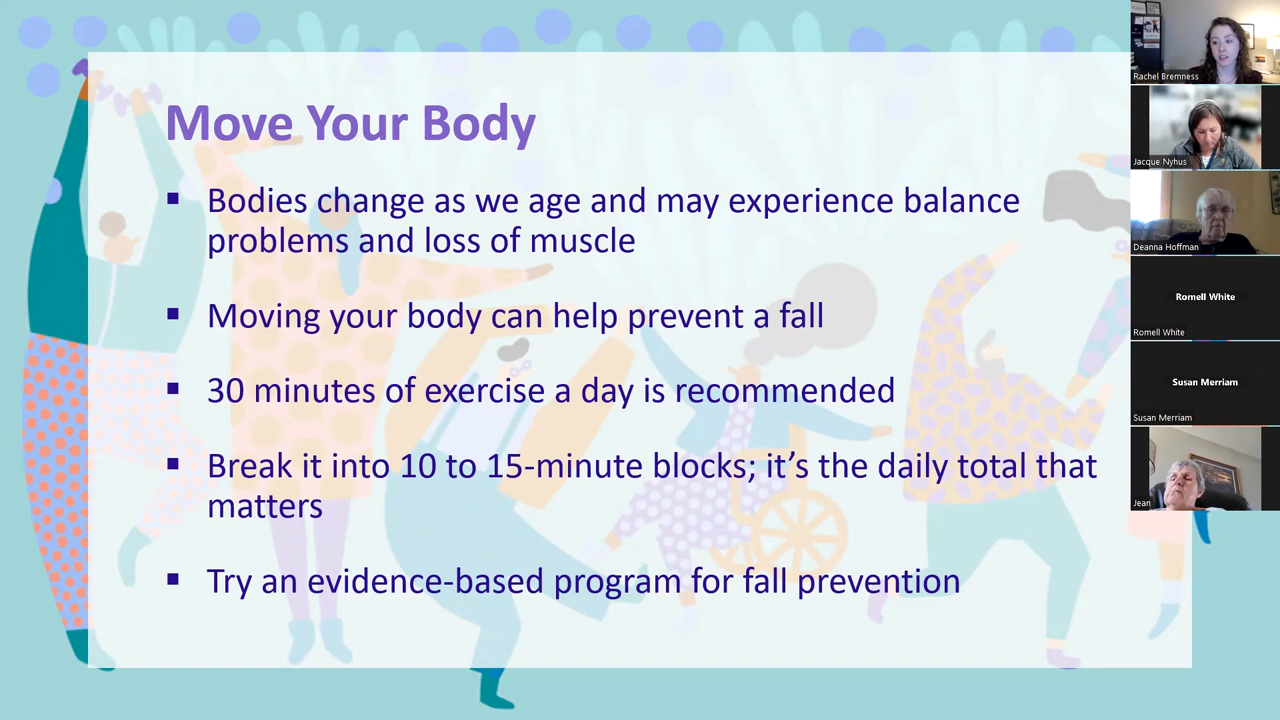 Move Your Body
▪ Bodies change as we age and may experience balance
problems and loss of muscle
▪ Moving your body can help prevent a fall
▪ 30 minutes of exercise a day is recommended
▪ Break it into 10 to 15-minute blocks; it’s the daily total that
matters
▪ Try an evidence-based program for fall prevention
Rachel Bremness
Jacque Nyhus
Deanna Hoffman
Romell White
Romell White
Susan Merriam
Susan Merriam
Jean